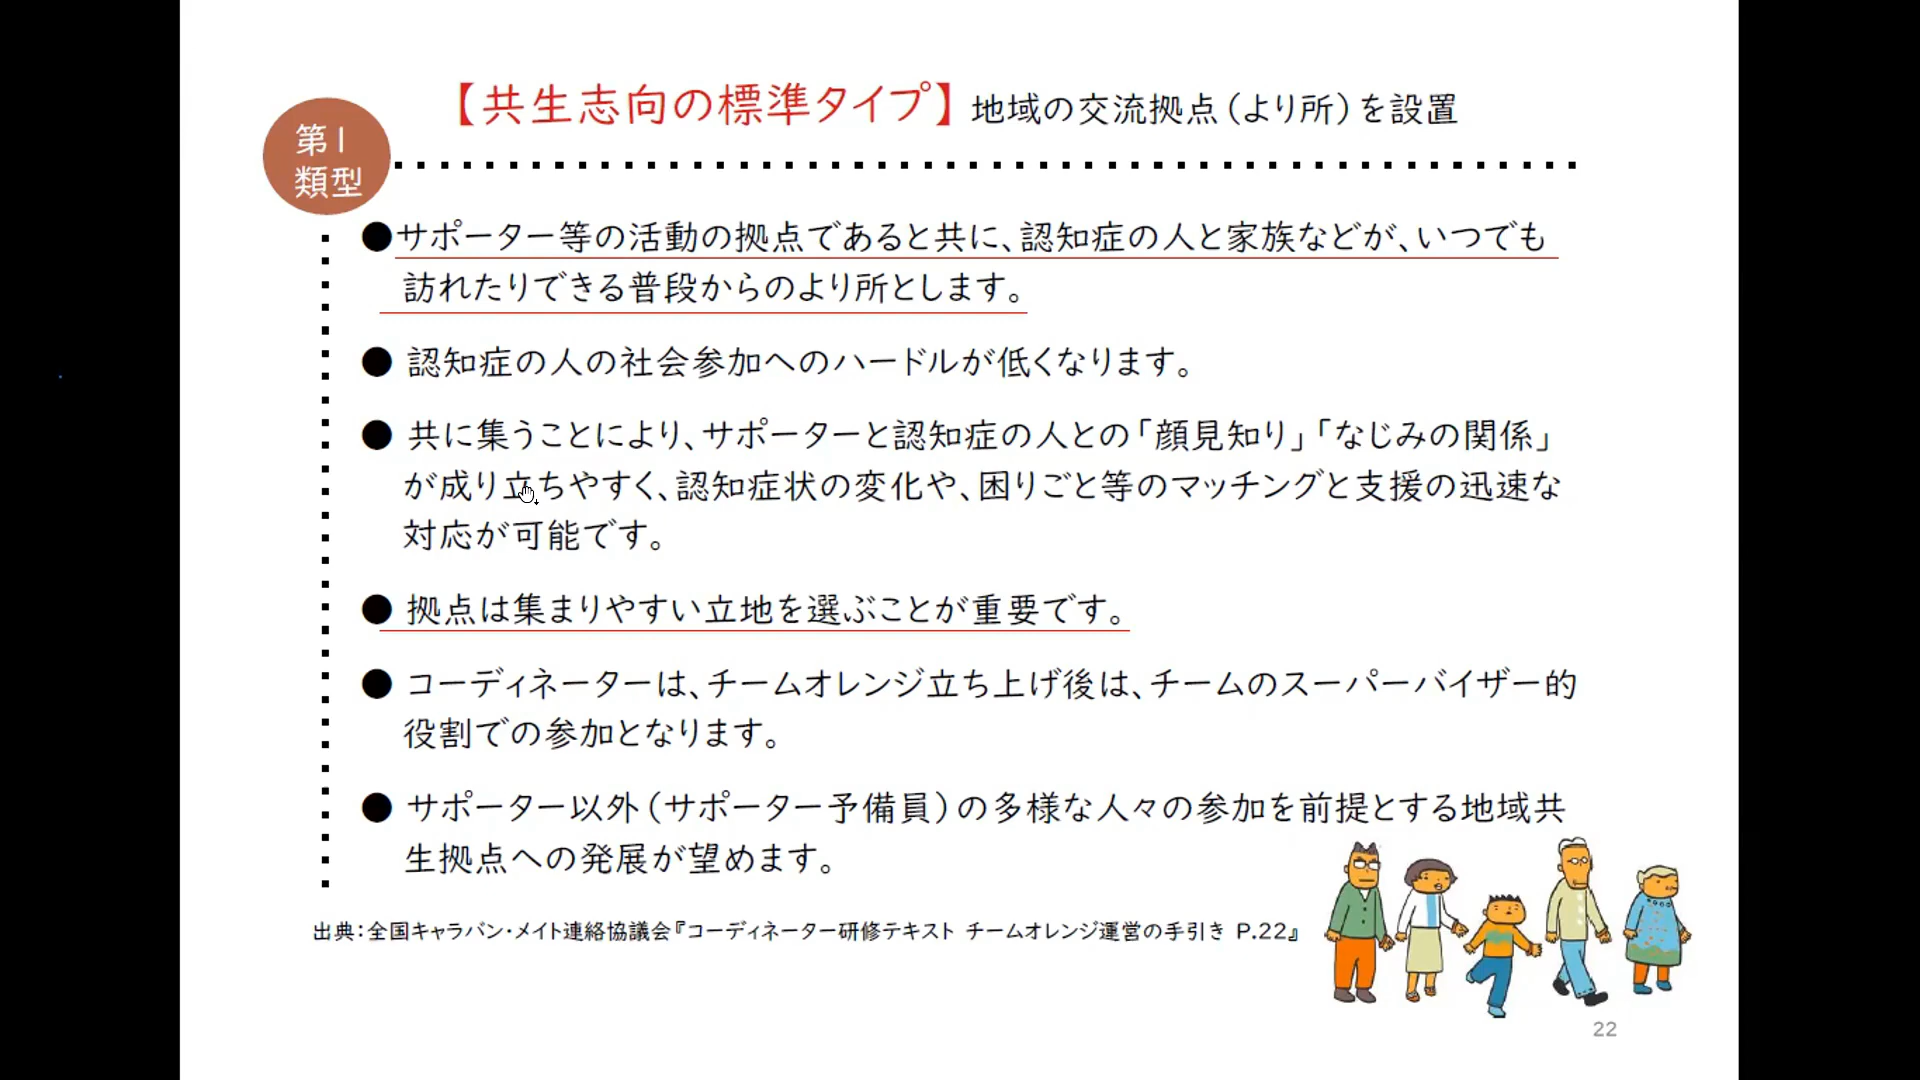 第1
類型
【共生志向の標準タイプ】地域の交流拠点(より所)を設置
●サポーター等の活動の拠点であると共に、認知症の人と家族などが、いつでも
訪れたりできる普段からのより所とします。
● 認知症の人の社会参加へのハードルが低くなります。
● 共に集うことにより、サポーターと認知症の人との「顔見知り」「なじみの関係」
が成り立ちやすく、認知症状の変化や、困りごと等のマッチングと支援の迅速な
対応が可能です。
● 拠点は集まりやすい立地を選ぶことが重要です。
● コーディネーターは、チームオレンジ立ち上げ後は、チームのスーパーバイザー的
役割での参加となります。
● サポーター以外(サポーター予備員)の多様な人々の参加を前提とする地域共
生拠点への発展が望めます。
出典:全国キャラバン・メイト連絡協議会『コーディネーター研修テキスト チームオレンジ運営の手引き P.22』
22